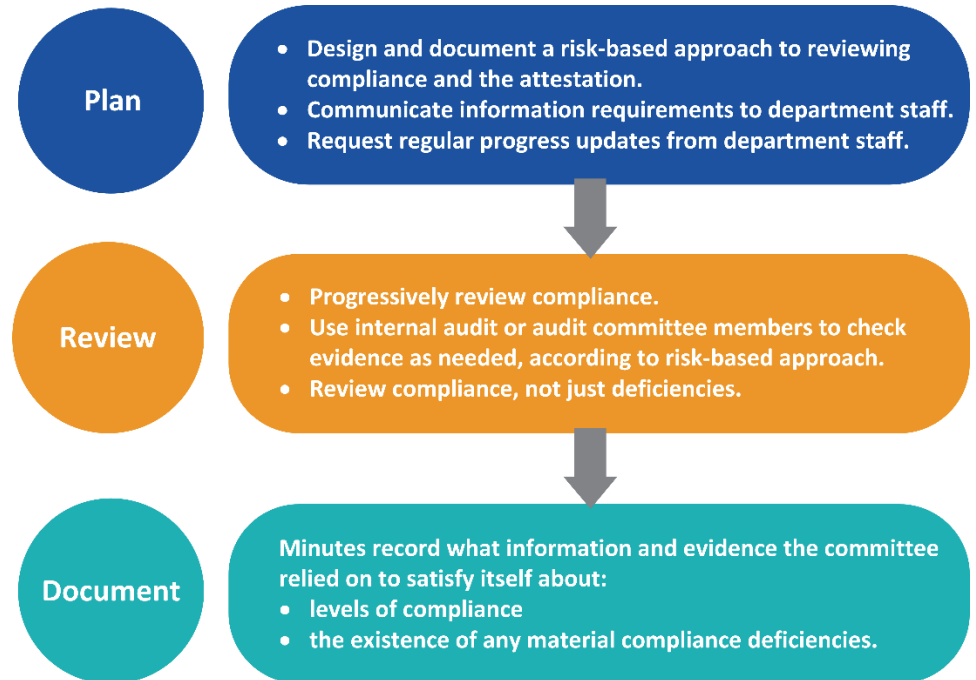 Plan
• Design and document a risk-based approach to reviewing
compliance and the attestation.
• Communicate information requirements to department staff.
• Request regular progress updates from department staff.
Review
• Progressively review compliance.
• Use internal audit or audit committee members to check
evidence as needed, according to risk-based approach.
• Review compliance, not just deficiencies.
Document
Minutes record what information and evidence the committee
relied on to satisfy itself about:
• levels of compliance
• the existence of any material compliance deficiencies.